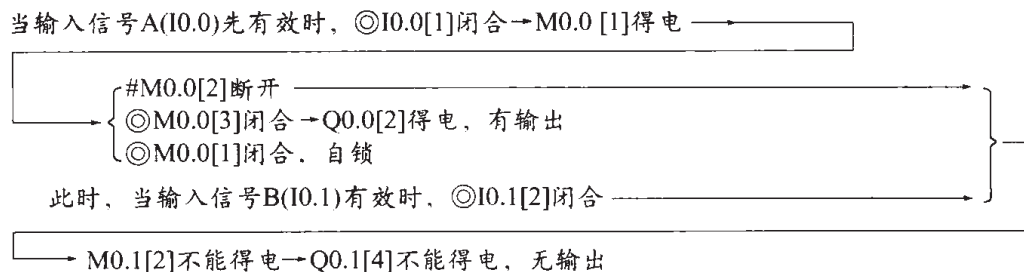 当输入信号A(I0.0)先有效时，◎I0.0[1]闭合→M0.0 [1]得电
#M0.0[2]断开
◎M0.0[3]闭合→Q0.0[2]得电，有输出
◎M0.0[1]闭合，自锁
此时，当输入信号B(I0.1)有效时，◎I0.1[2]闭合
M0.1[2]不能得电→Q0.1[4]不能得电，无输出